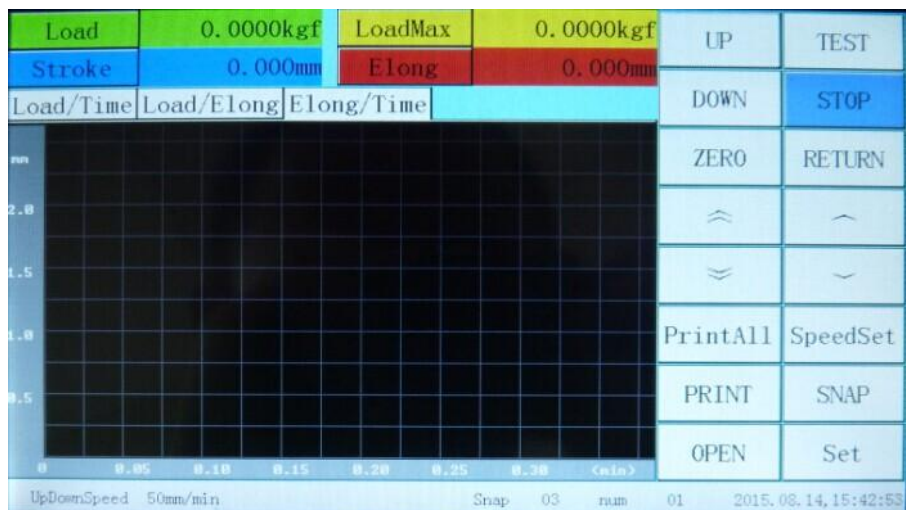 Load 0.0000kgf LoadMax 0.0000kgf
Stroke 0.000mm Elong 0.000mm
Load/Time Load/Elong Elong/Time
mm
2.0
1.5
1.0
0.5
0 0.05 0.10 0.15 0.20 0.25 0.30 (min)
UP TEST
DOWN STOP
ZERO RETURN
PrintAll SpeedSet
PRINT SNAP
OPEN Set
UpDownSpeed 50mm/min Snap 03 num 01 2015.08.14,15:42:53